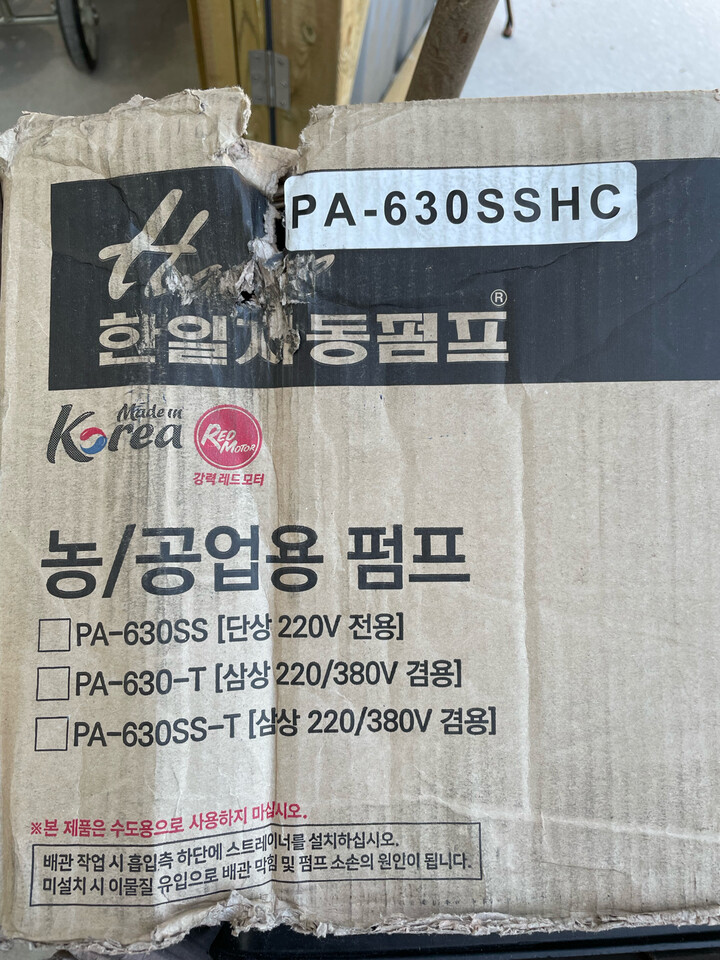 PA-630SSHC
한일자동펌프®
Made in
Korea
RED
MOTOR
강력레드모터
농/공업용 펌프
PA-630SS [단상 220V 전용]
PA-630-T [삼상 220/380V 겸용]
PA-630SS-T [삼상 220/380V 겸용]
※본 제품은 수도용으로 사용하지 마십시오.
배관 작업 시 흡입측 하단에 스트레이너를 설치하십시오.
미설치 시 이물질 유입으로 배관 막힘 및 펌프 소손의 원인이 됩니다.